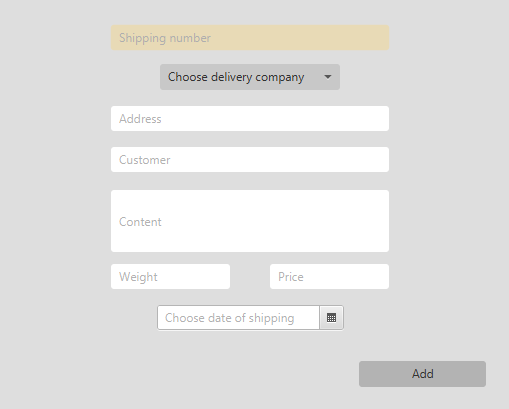 Shipping number
Choose delivery company
Address
Customer
Content
Weight Price
Choose date of shipping
Add